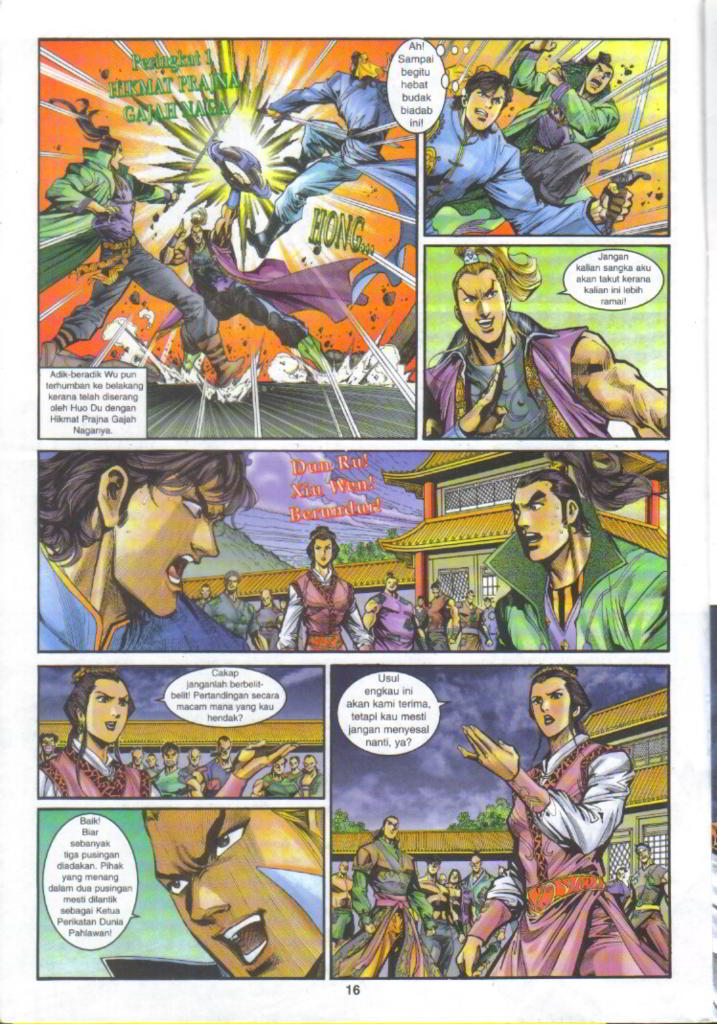 Peringkat 1
HIKMAT PRAJNA
GAJAH NAGA
HONG...
Adik-beradik Wu pun
terhumban ke belakang
kerana telah diserang
oleh Huo Du dengan
Hikmat Prajna Gajah
Naganya.
Ah!
Sampai
begitu
hebat
budak
biadab
ini!
Jangan
kalian sangka aku
akan takut kerana
kalian ini lebih
ramai!
Dun Ru!
Xiu Wen!
Berundur!
Cakap
janganlah berbelit-
belit! Pertandingan secara
macam mana yang kau
hendak?
Baik!
Biar
sebanyak
tiga pusingan
diadakan. Pihak
yang menang
dalam dua pusingan
mesti dilantik
sebagai Ketua
Perikatan Dunia
Pahlawan!
Usul
engkau ini
akan kami terima,
tetapi kau mesti
jangan menyesal
nanti, ya?
16